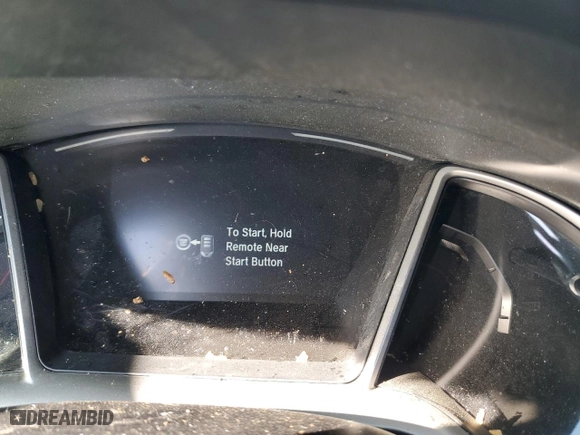 To Start, Hold
Remote Near
Start Button
DREAMBID